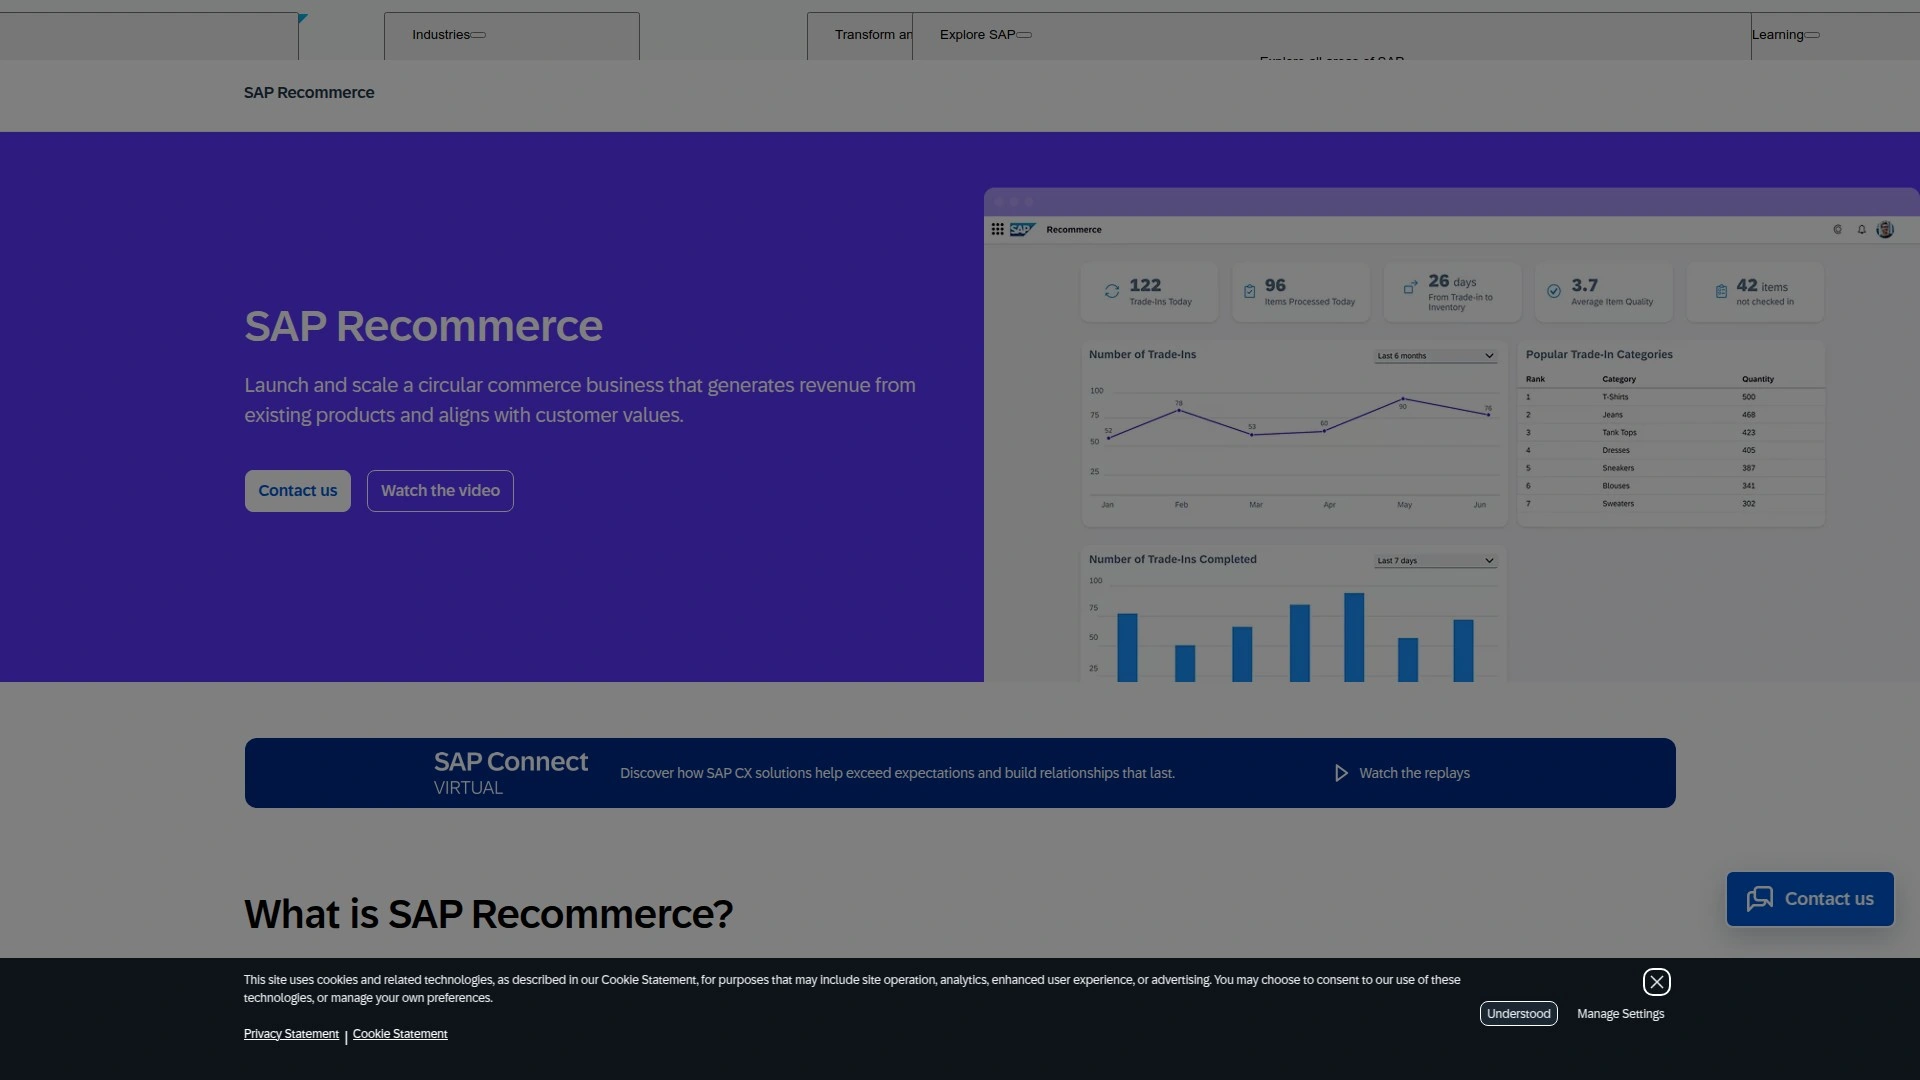 Industries
Transform an
Explore SAP
Learning
SAP Recommerce
SAP Recommerce
Launch and scale a circular commerce business that generates revenue from
existing products and aligns with customer values.
Contact us
Watch the video
SAP Recommerce
122
Trade-Ins Today
96
Items Processed Today
26 days
From Trade-in to
Inventory
3.7
Average Item Quality
42 items
not checked in
Number of Trade-Ins
Last 6 months
100
75
50
25
52
78
53
60
90
76
Jan
Feb
Mar
Apr
May
Jun
Popular Trade-In Categories
Rank Category Quantity
1 T-Shirts 500
2 Jeans 468
3 Tank Tops 423
4 Dresses 405
5 Sneakers 387
6 Blouses 341
7 Sweaters 302
Number of Trade-Ins Completed
Last 7 days
100
75
50
25
SAP Connect
VIRTUAL
Discover how SAP CX solutions help exceed expectations and build relationships that last.
Watch the replays
What is SAP Recommerce?
Contact us
This site uses cookies and related technologies, as described in our Cookie Statement, for purposes that may include site operation, analytics, enhanced user experience, or advertising. You may choose to consent to our use of these
technologies, or manage your own preferences.
Understood
Manage Settings
Privacy Statement | Cookie Statement